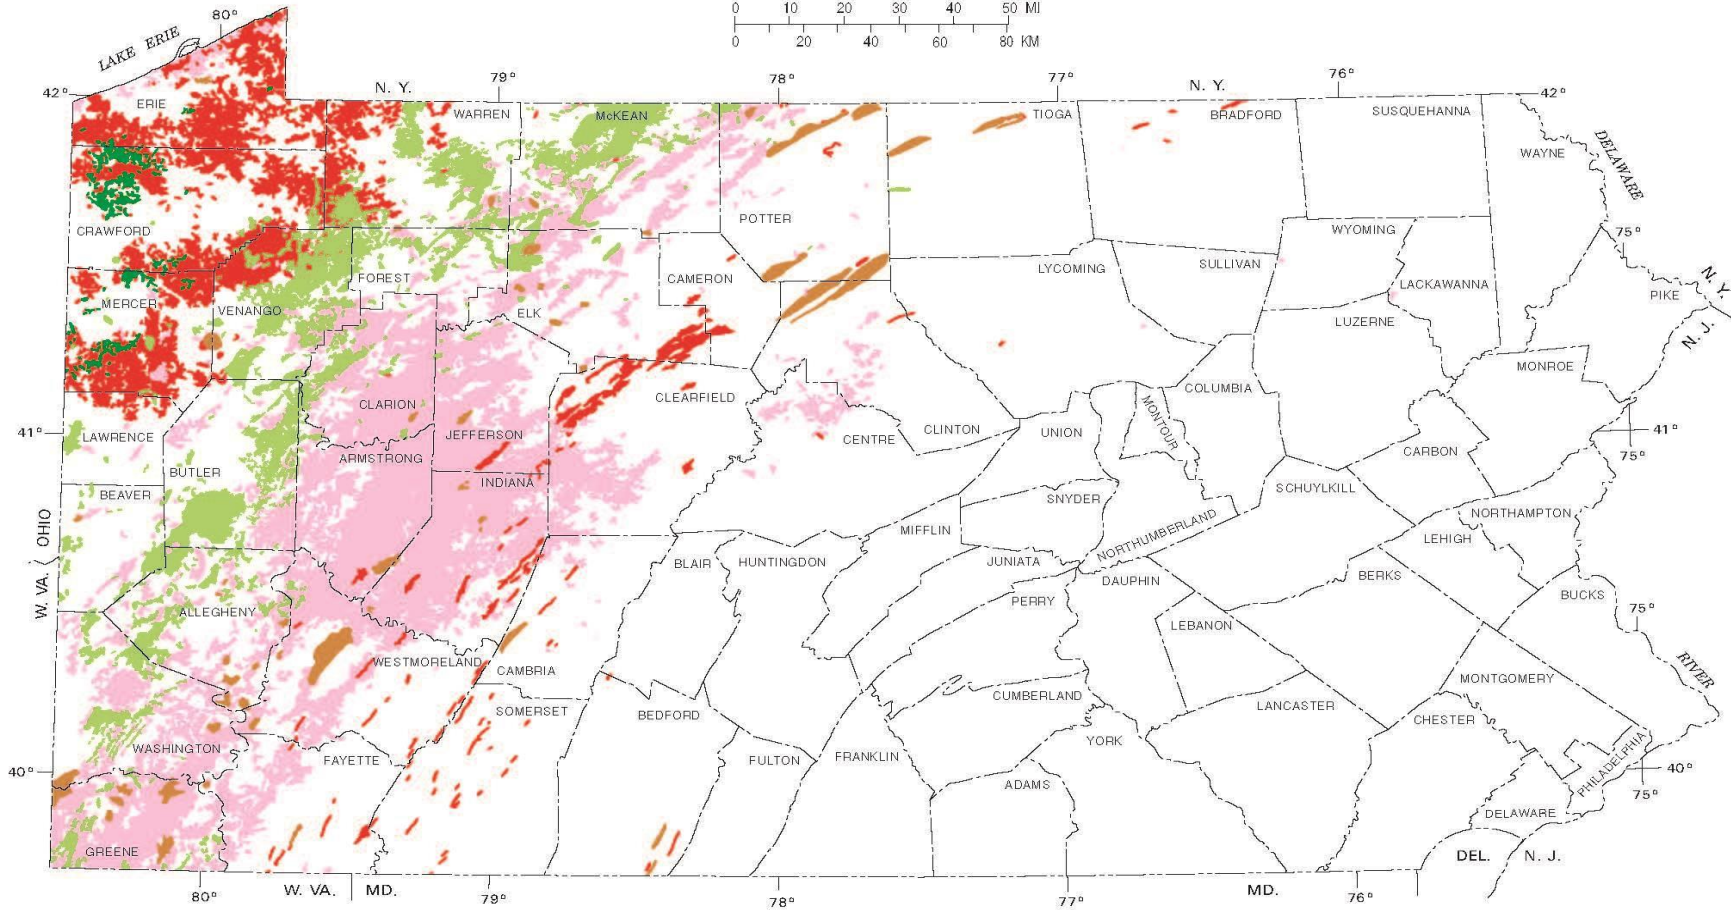 0 10 20 30 40 50 MI
0 20 40 60 80 KM
80°
LAKE ERIE
79°
78°
77°
76°
42°
N. Y.
N. Y.
42°
ERIE
WARREN
McKEAN
TIOGA
BRADFORD
SUSQUEHANNA
WAYNE
DELAWARE
CRAWFORD
POTTER
WYOMING
75°
FOREST
CAMERON
LYCOMING
SULLIVAN
LACKAWANNA
PIKE
N. Y.
N. J.
MERCER
VENANGO
ELK
LUZERNE
MONROE
CLARION
CLEARFIELD
COLUMBIA
MONTOUR
41°
LAWRENCE
JEFFERSON
CENTRE
CLINTON
UNION
41°
75°
ARMSTRONG
CARBON
BUTLER
INDIANA
BEAVER
SNYDER
SCHUYLKILL
NORTHAMPTON
OHIO
W. VA.
MIFFLIN
NORTHUMBERLAND
LEHIGH
BLAIR
HUNTINGDON
JUNIATA
DAUPHIN
BERKS
BUCKS
ALLEGHENY
PERRY
LEBANON
75°
WESTMORELAND
CAMBRIA
RIVER
MONTGOMERY
CUMBERLAND
SOMERSET
BEDFORD
LANCASTER
CHESTER
WASHINGTON
FAYETTE
FULTON
FRANKLIN
YORK
PHILADELPHIA
40°
ADAMS
40°
75°
DELAWARE
GREENE
DEL.
N. J.
80°
W. VA.
MD.
79°
78°
77°
MD.
76°